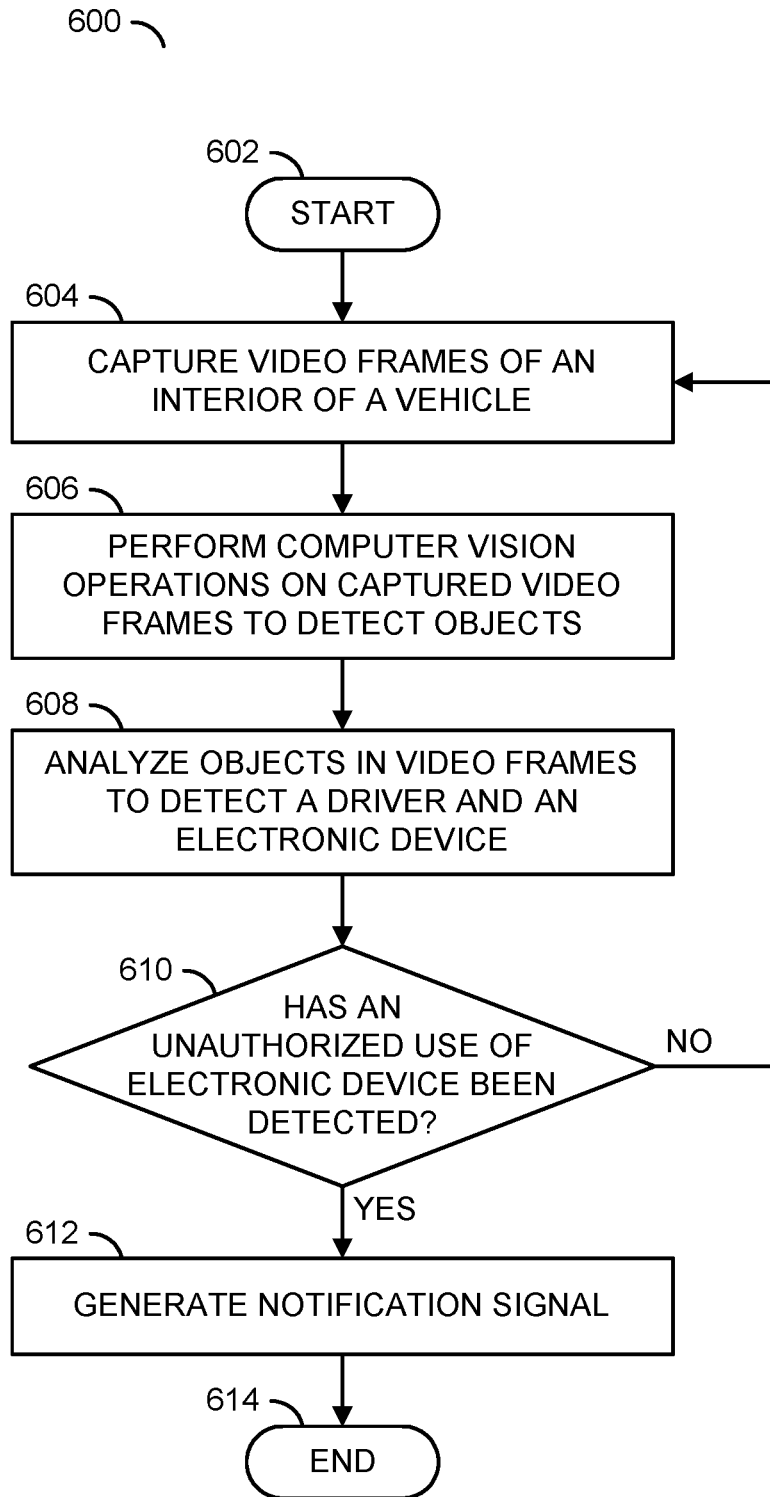 600
602
START
604
CAPTURE VIDEO FRAMES OF AN
INTERIOR OF A VEHICLE
606
PERFORM COMPUTER VISION
OPERATIONS ON CAPTURED VIDEO
FRAMES TO DETECT OBJECTS
608
ANALYZE OBJECTS IN VIDEO FRAMES
TO DETECT A DRIVER AND AN
ELECTRONIC DEVICE
610
HAS AN
UNAUTHORIZED USE OF
ELECTRONIC DEVICE BEEN
DETECTED?
NO
YES
612
GENERATE NOTIFICATION SIGNAL
614
END